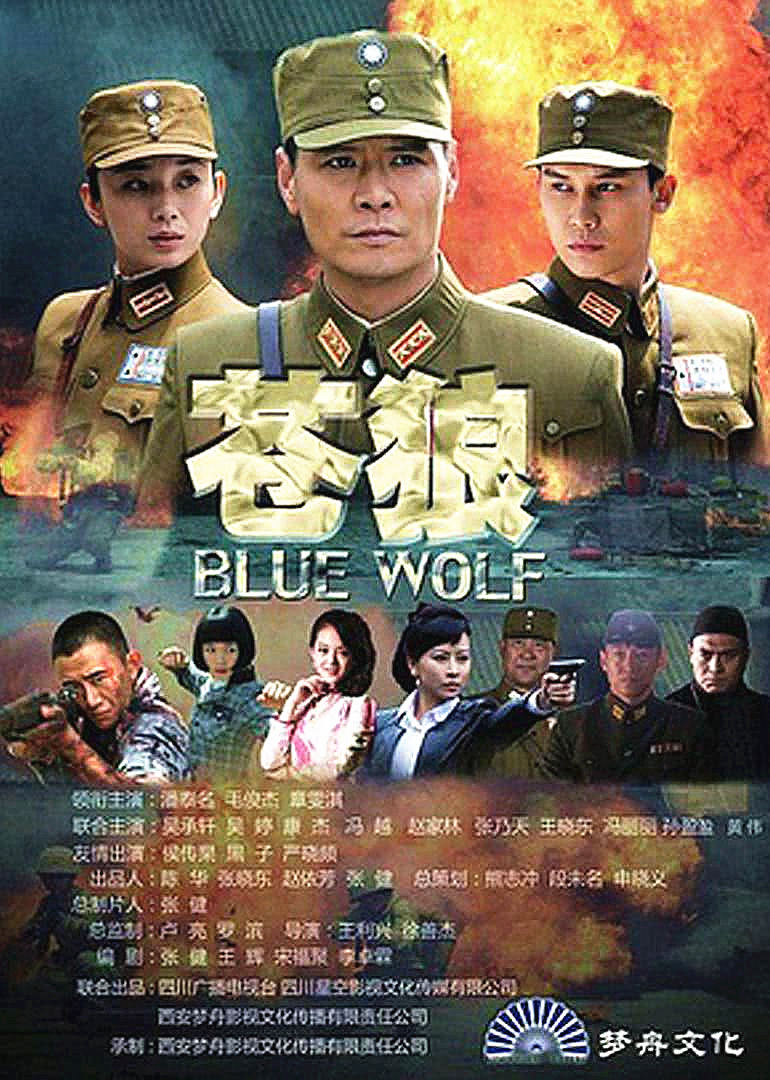 苍狼
BLUE WOLF
领衔主演：潘泰名 毛俊杰 章雯淇
联合主演：吴承轩 吴 婷 康 杰 冯 越 赵家林 张乃天 王晓东 冯丽丽 孙盈盈 黄 伟
友情出演：侯传杲 黑 子 严晓频
出品人：陈 华 张晓东 赵依芳 张 健 总策划：熊志冲 段未名 申晓义
总制片人：张 健
总监制：卢 亮 罗 滨 导演：王利兴 徐善杰
编 剧：张 健 王 辉 宋福聚 李卓霖
联合出品：四川广播电视台 四川星空影视文化传媒有限公司
西安梦舟影视文化传播有限责任公司
承制：西安梦舟影视文化传播有限责任公司
梦舟文化